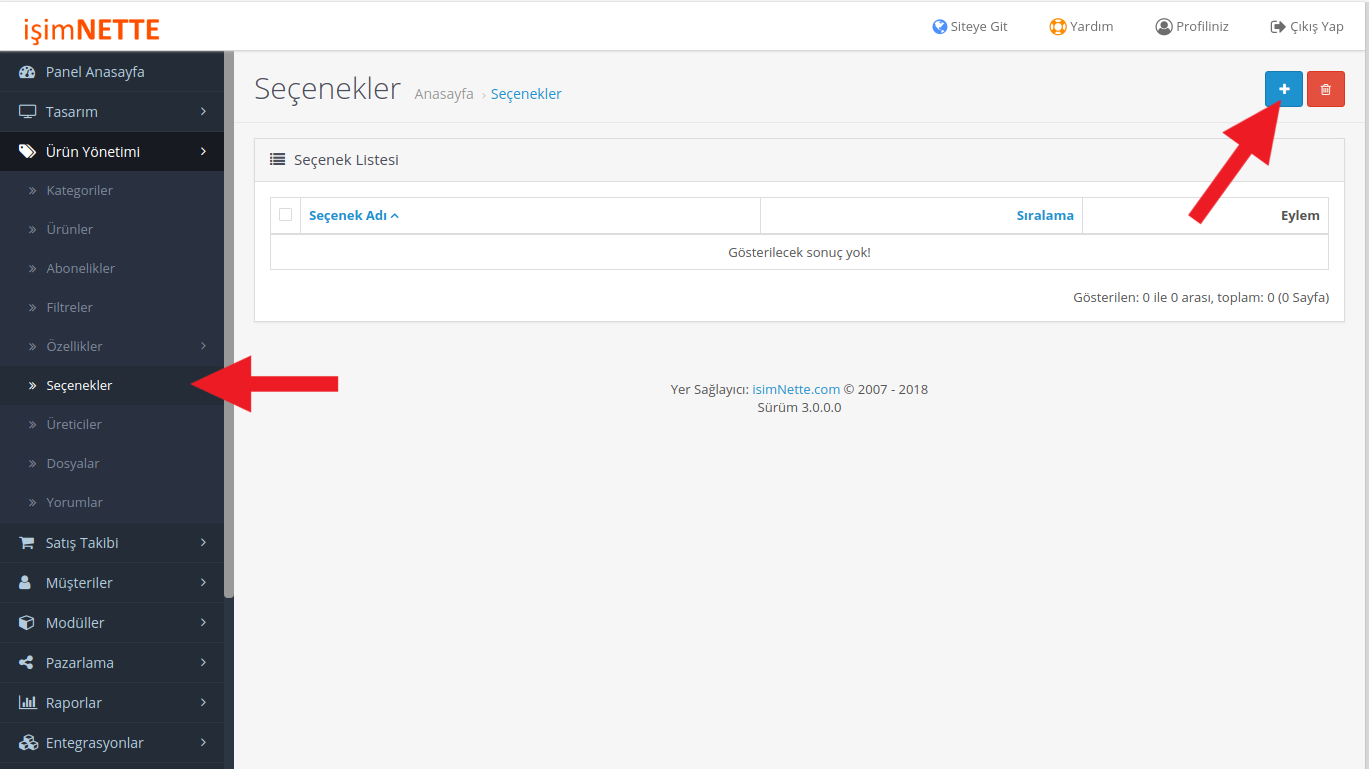 işimNETTE
Siteye Git
Yardım
Profiliniz
Çıkış Yap
Panel Anasayfa
Tasarım
Ürün Yönetimi
Kategoriler
Ürünler
Abonelikler
Filtreler
Özellikler
Seçenekler
Üreticiler
Dosyalar
Yorumlar
Satış Takibi
Müşteriler
Modüller
Pazarlama
Raporlar
Entegrasyonlar
Seçenekler Anasayfa › Seçenekler
Seçenek Listesi
Seçenek Adı Sıralama Eylem
Gösterilecek sonuç yok!
Gösterilen: 0 ile 0 arası, toplam: 0 (0 Sayfa)
Yer Sağlayıcı: isimNette.com © 2007 - 2018
Sürüm 3.0.0.0